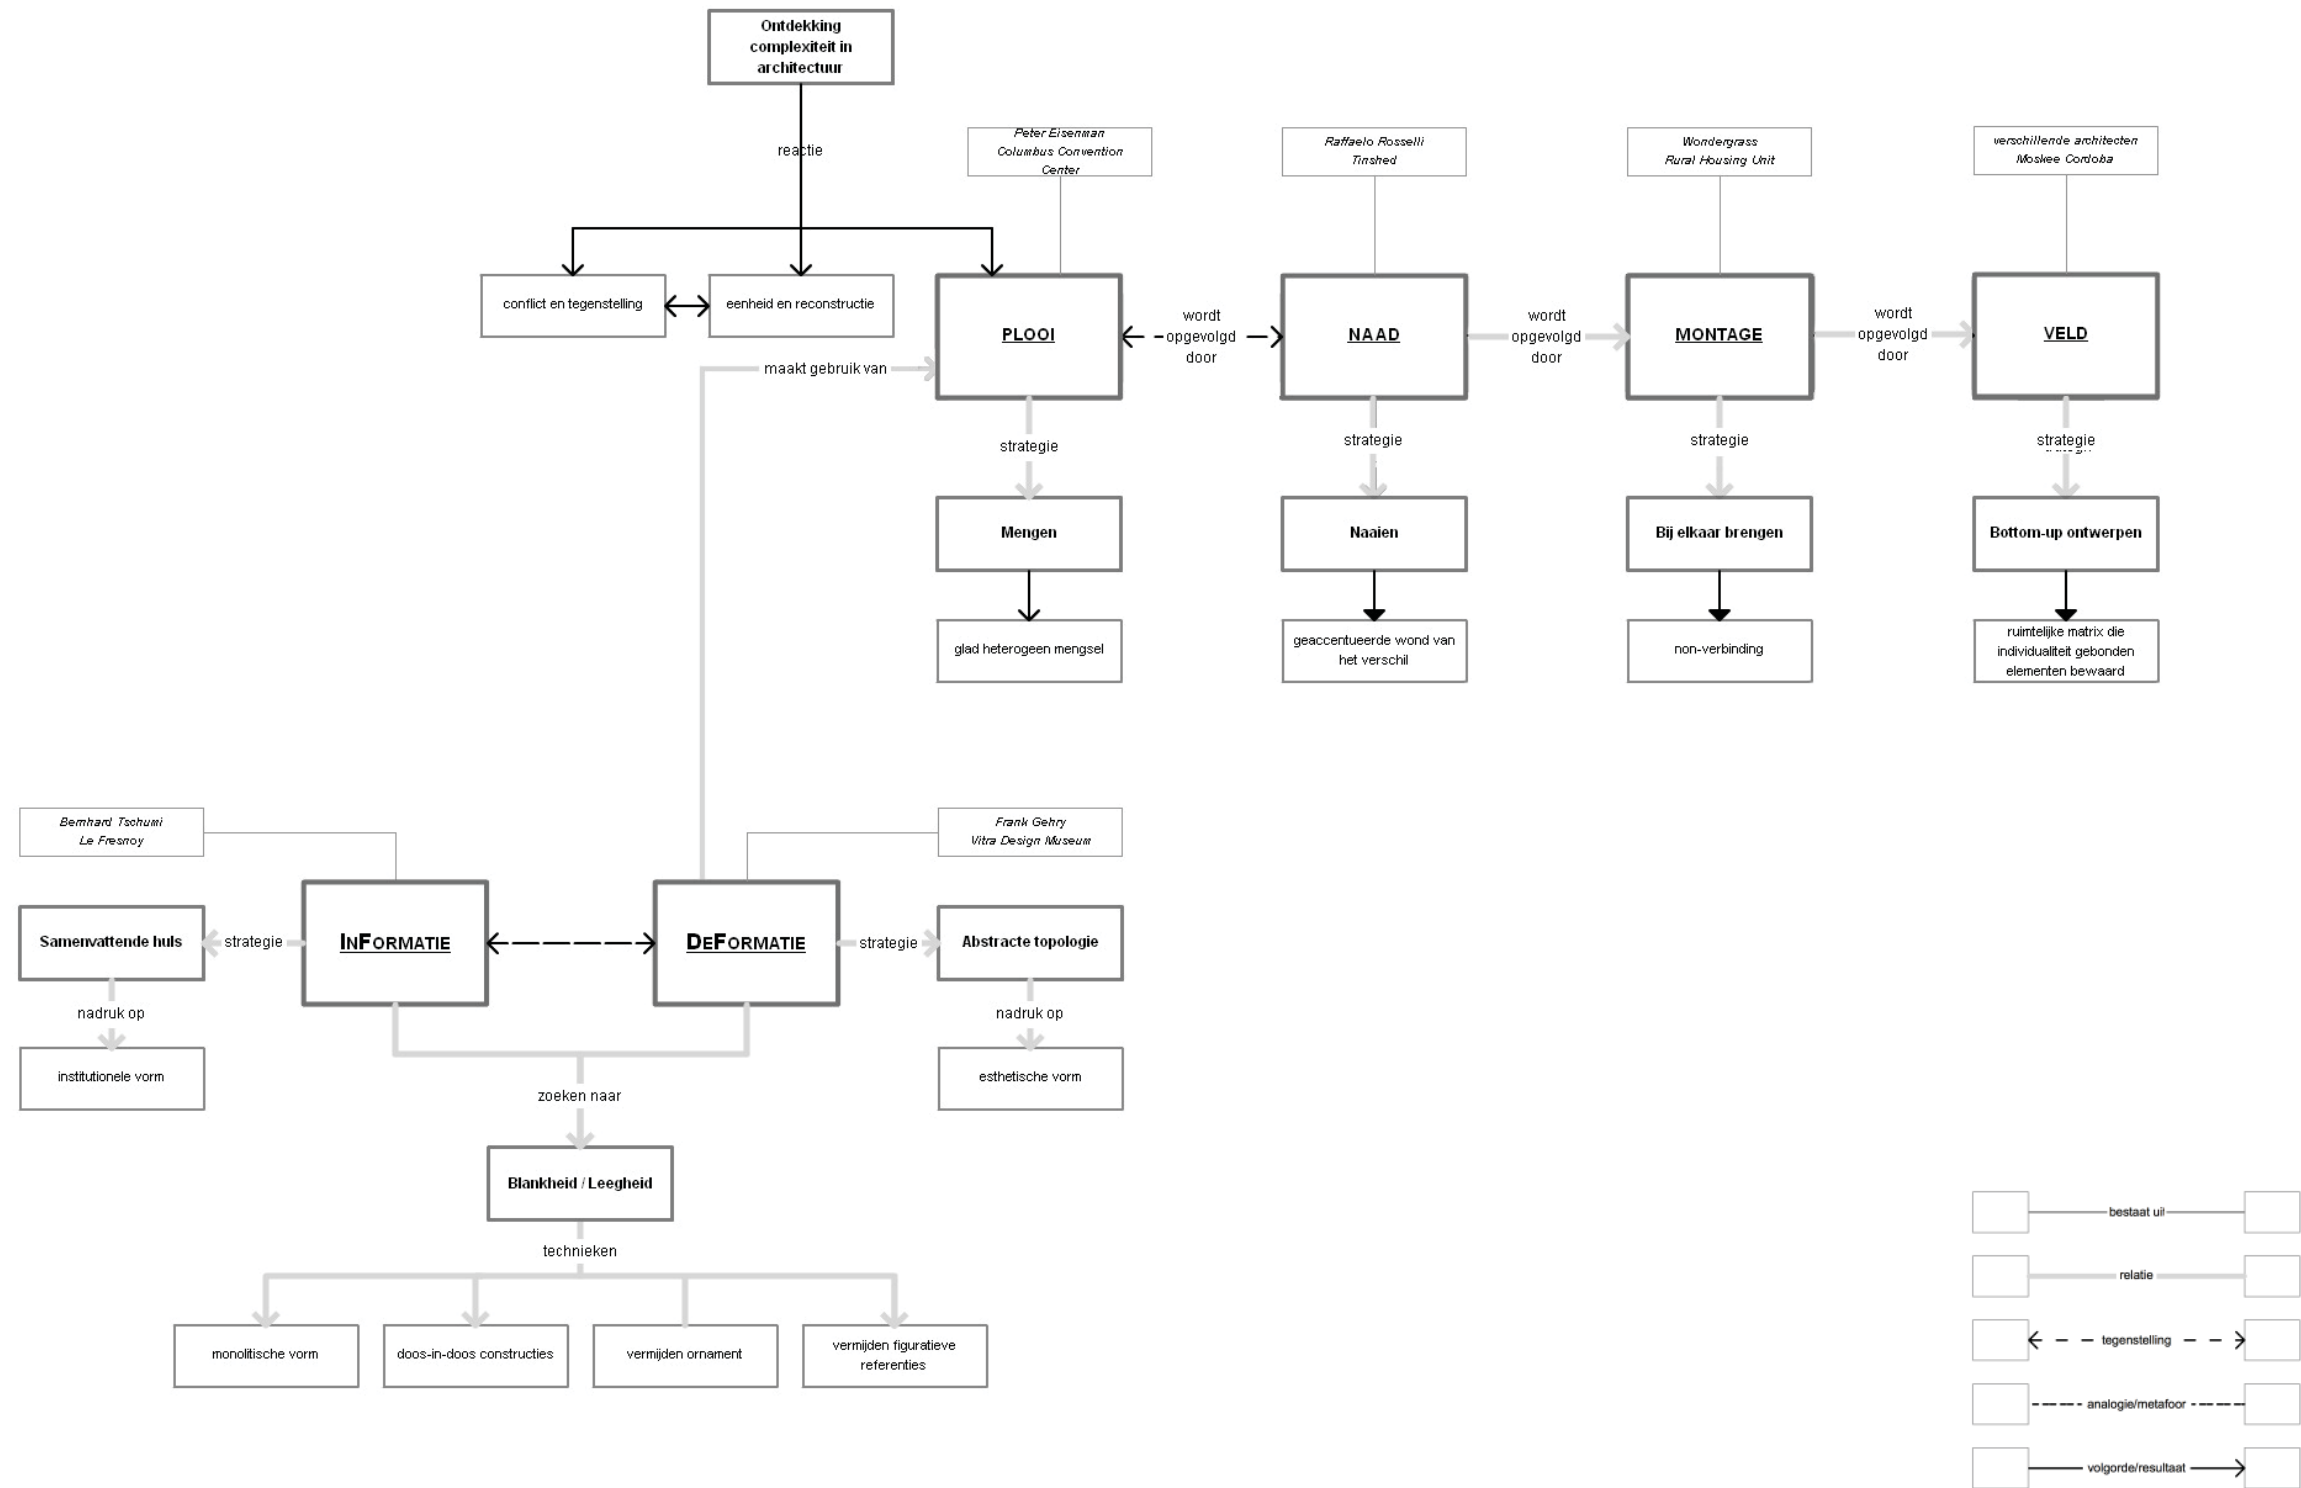 Ontdekking
complexiteit in
architectuur
reactie
Peter Eisenman
Columbus Convention
Center
Raffaelo Rosselli
Tinshed
Wondergrass
Rural Housing Unit
verschillende architecten
Moskee Cordoba
conflict en tegenstelling
eenheid en reconstructie
PLOOI
wordt
opgevolgd
door
NAAD
wordt
opgevolgd
door
MONTAGE
wordt
opgevolgd
door
VELD
maakt gebruik van
strategie
strategie
strategie
strategie
Mengen
Naaien
Bij elkaar brengen
Bottom-up ontwerpen
glad heterogeen mengsel
geaccentueerde wond van
het verschil
non-verbinding
ruimtelijke matrix die
individualiteit gebonden
elementen bewaard
Bernhard Tschumi
Le Fresnoy
Frank Gehry
Vitra Design Museum
Samenvattende huls
strategie
INFORMATIE
DEFORMATIE
strategie
Abstracte topologie
nadruk op
nadruk op
institutionele vorm
esthetische vorm
zoeken naar
Blankheid / Leegheid
technieken
monolitische vorm
doos-in-doos constructies
vermijden ornament
vermijden figuratieve
referenties
bestaat uit
relatie
tegenstelling
analogie/metafoor
volgorde/resultaat